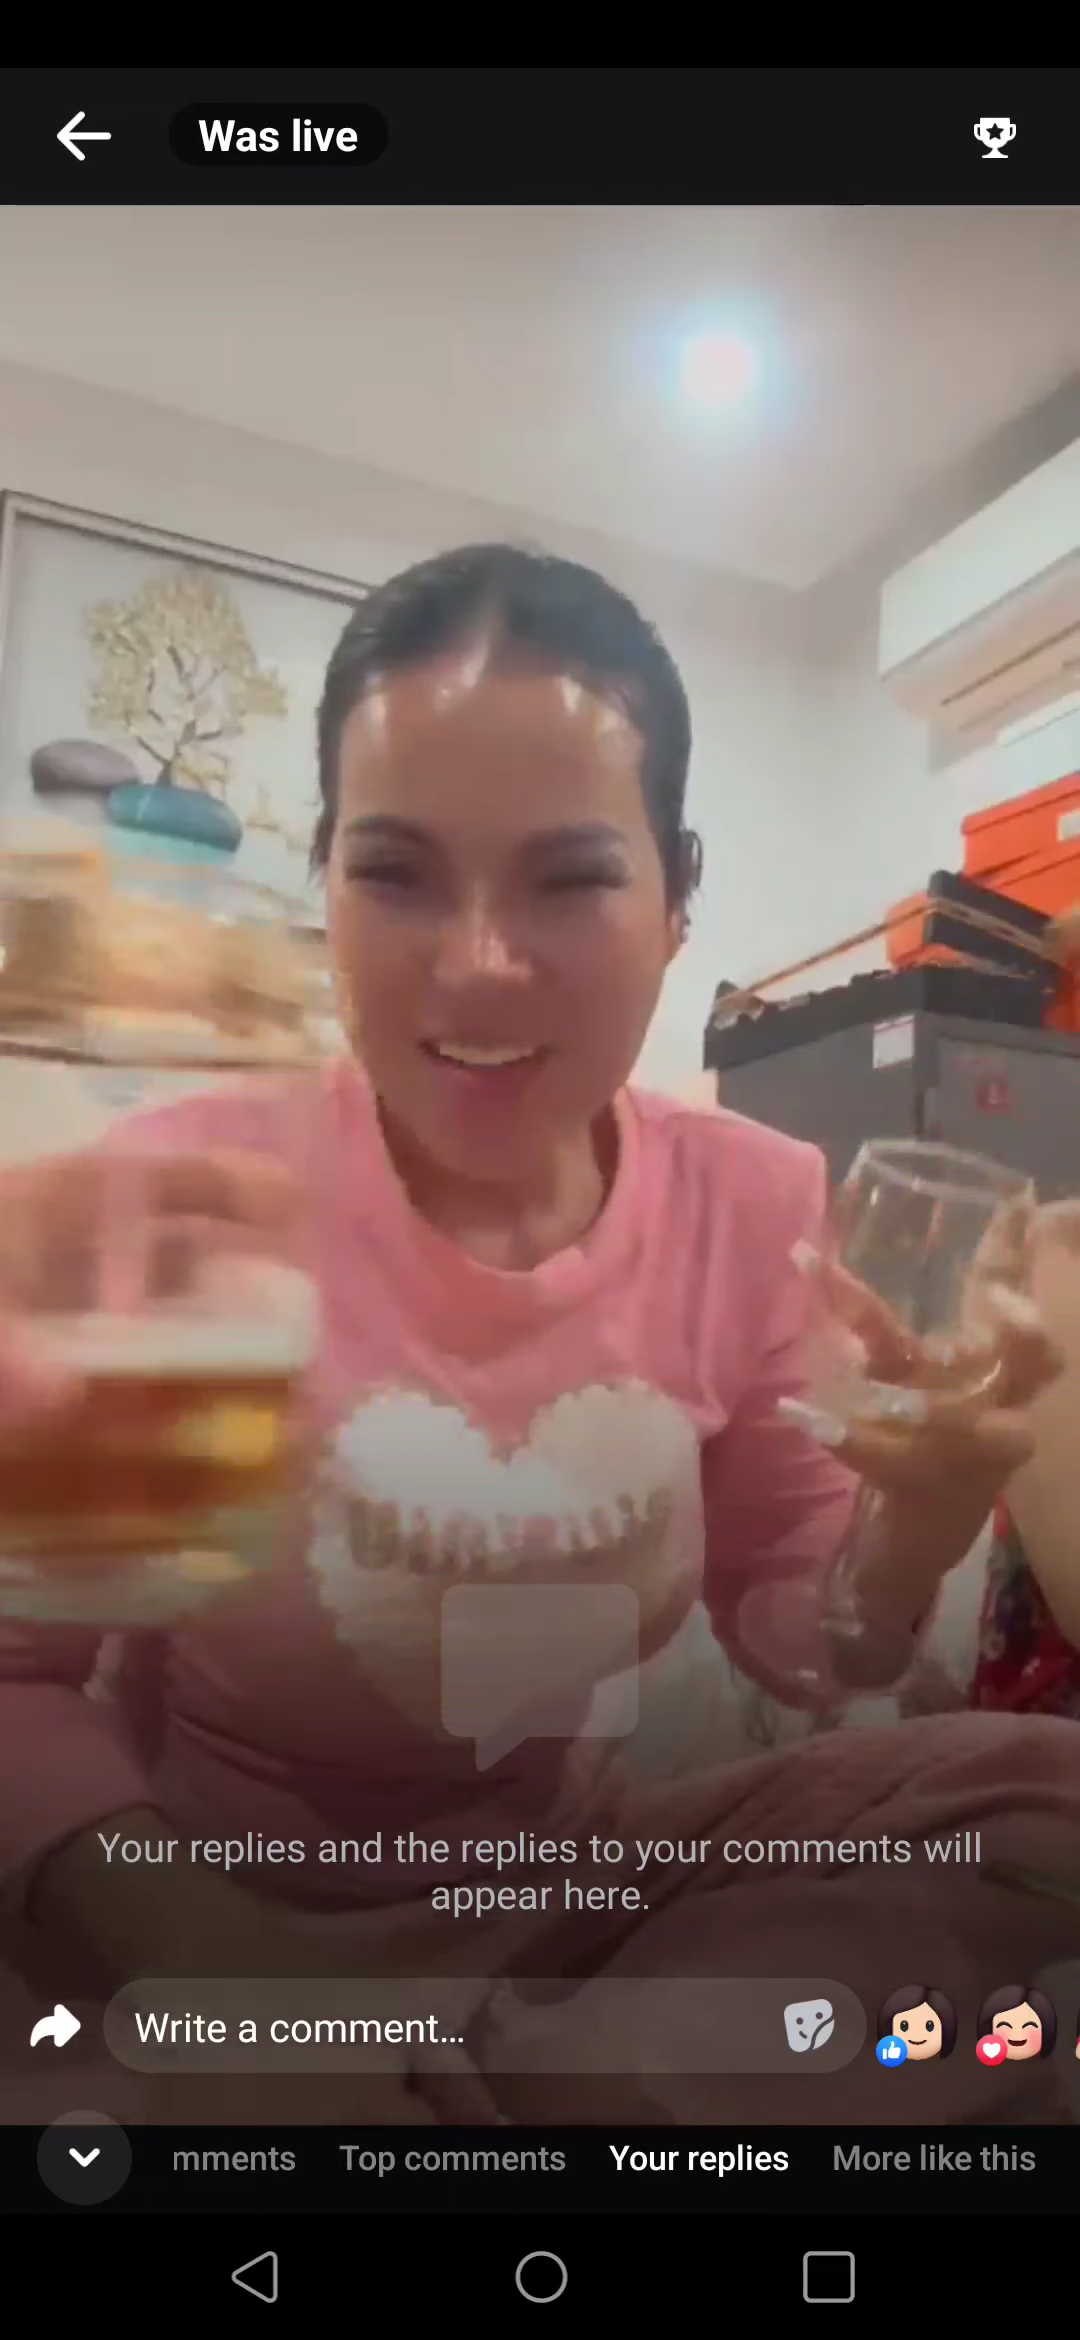 Was live
Your replies and the replies to your comments will
appear here.
Write a comment...
mments
Top comments
Your replies
More like this